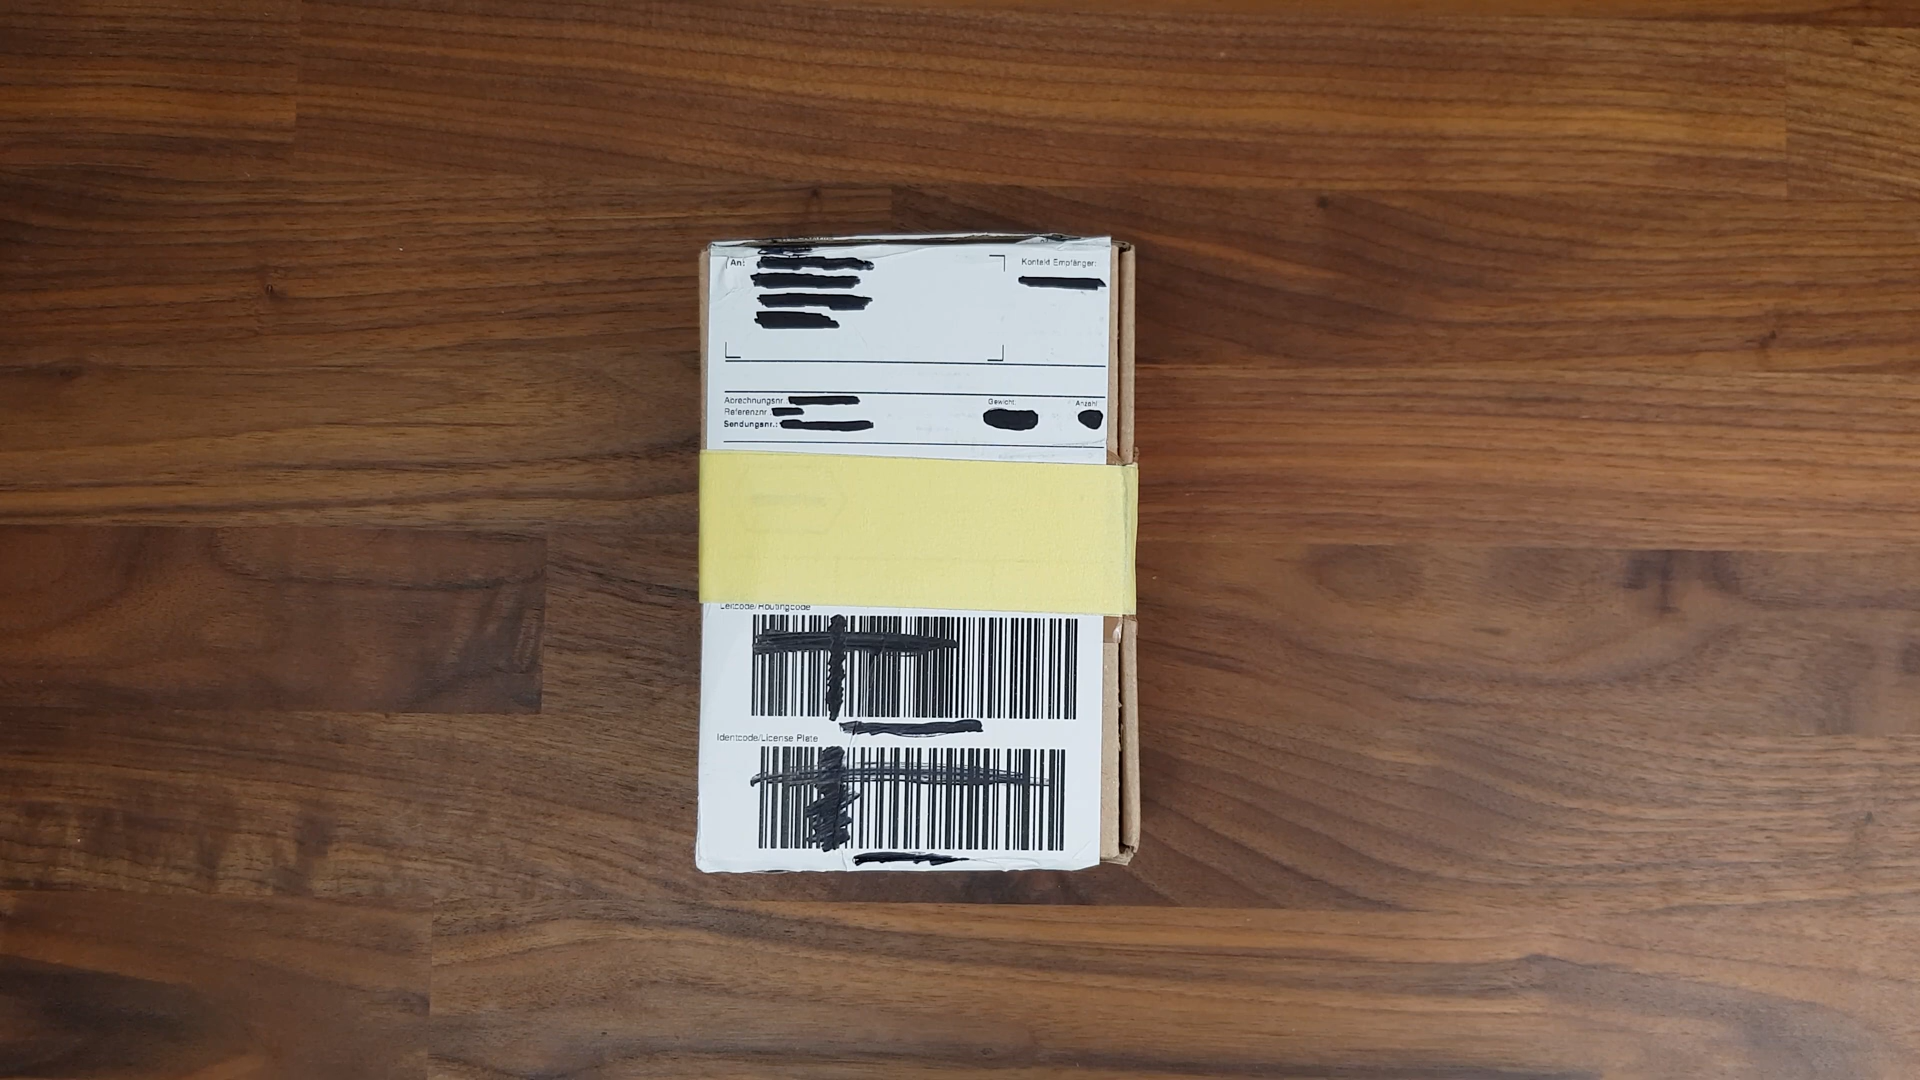 An:
Kontakt Empfänger:
Abrechnungsnr.
Gewicht:
Anzahl
Referenznr.
Sendungsnr.:
Leitcode/Routingcode
Identcode/License Plate